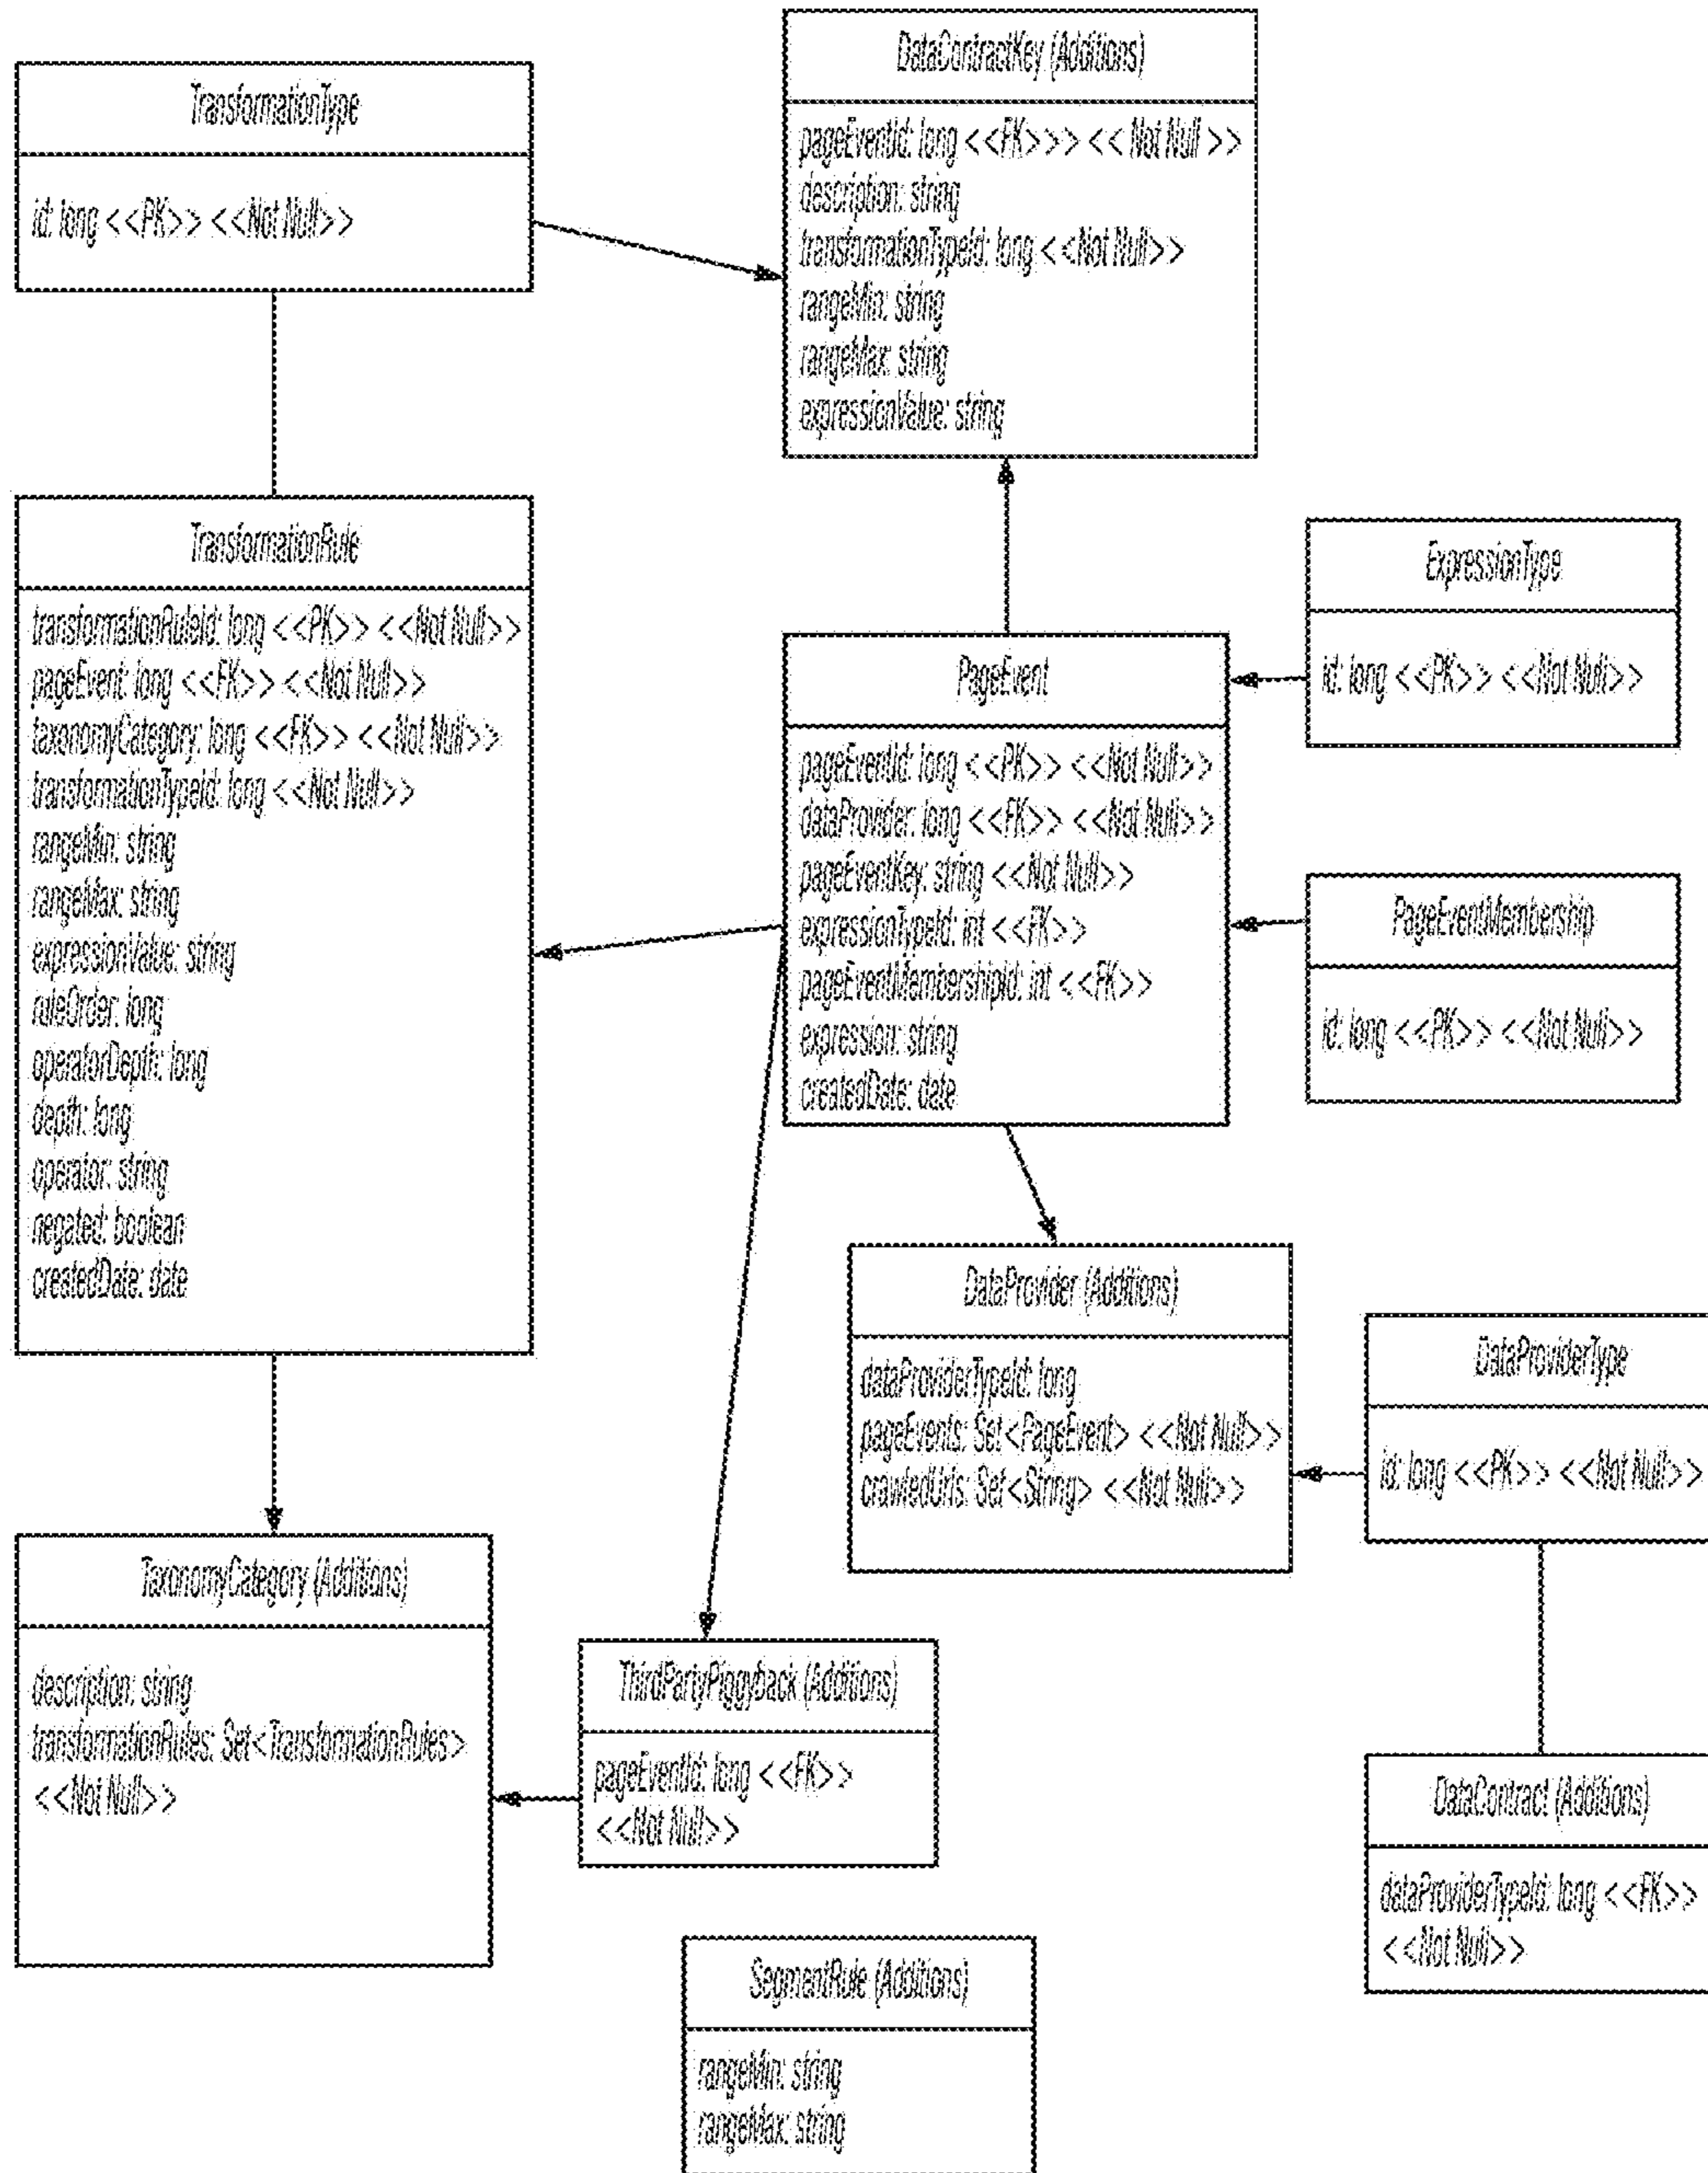 TransformationType
id: long <<PK>> <<Not Null>>
DataContractKey (Additions)
pageEventId: long <<FK>>> << Not Null >>
description: string
transformationTypeId: long <<Not Null>>
rangeMin: string
rangeMax: string
expressionValue: string
TransformationRule
transformationRuleId: long <<PK>> <<Not Null>>
pageEvent: long <<FK>> <<Not Null>>
taxonomyCategory: long <<FK>> <<Not Null>>
transformationTypeId: long <<Not Null>>
rangeMin: string
rangeMax: string
expressionValue: string
ruleOrder: long
operatorDepth: long
depth: long
operator: string
negated: boolean
createdDate: date
PageEvent
pageEventId: long <<PK>> <<Not Null>>
dataProvider: long <<FK>> <<Not Null>>
pageEventKey: string <<Not Null>>
expressionTypeId: int <<FK>>
pageEventMembershipId: int <<FK>>
expression: string
createdDate: date
ExpressionType
id: long <<PK>> <<Not Null>>
PageEventMembership
id: long <<PK>> <<Not Null>>
DataProvider (Additions)
dataProviderTypeId: long
pageEvents: Set<PageEvent> <<Not Null>>
crawledUrls: Set<String> <<Not Null>>
DataProviderType
id: long <<PK>> <<Not Null>>
TaxonomyCategory (Additions)
description: string
transformationRules: Set<TransformationRules>
<<Not Null>>
ThirdPartyPiggyback (Additions)
pageEventId: long <<FK>>
<<Not Null>>
DataContract (Additions)
dataProviderTypeId: long <<FK>>
<<Not Null>>
SegmentRule (Additions)
rangeMin: string
rangeMax: string